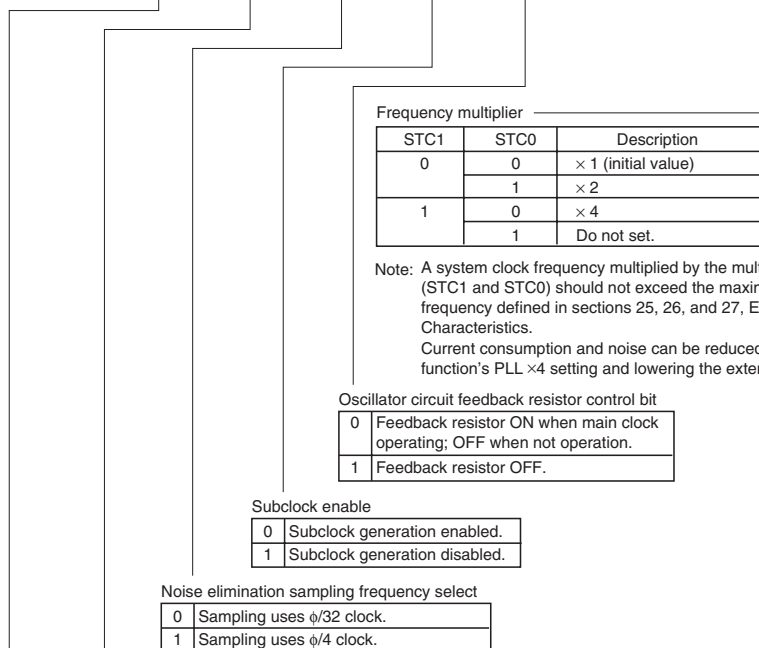 Frequency multiplier
STC1 STC0 Description
0 0 × 1 (initial value)
1 × 2
1 0 × 4
1 Do not set.
Note: A system clock frequency multiplied by the
(STC1 and STC0) should not exceed the
frequency defined in sections 25, 26, and 27,
Characteristics.
Current consumption and noise can be reduced
function's PLL ×4 setting and lowering the
Oscillator circuit feedback resistor control bit
0 Feedback resistor ON when main clock
operating; OFF when not operation.
1 Feedback resistor OFF.
Subclock enable
0 Subclock generation enabled.
1 Subclock generation disabled.
Noise elimination sampling frequency select
0 Sampling uses ϕ/32 clock.
1 Sampling uses ϕ/4 clock.